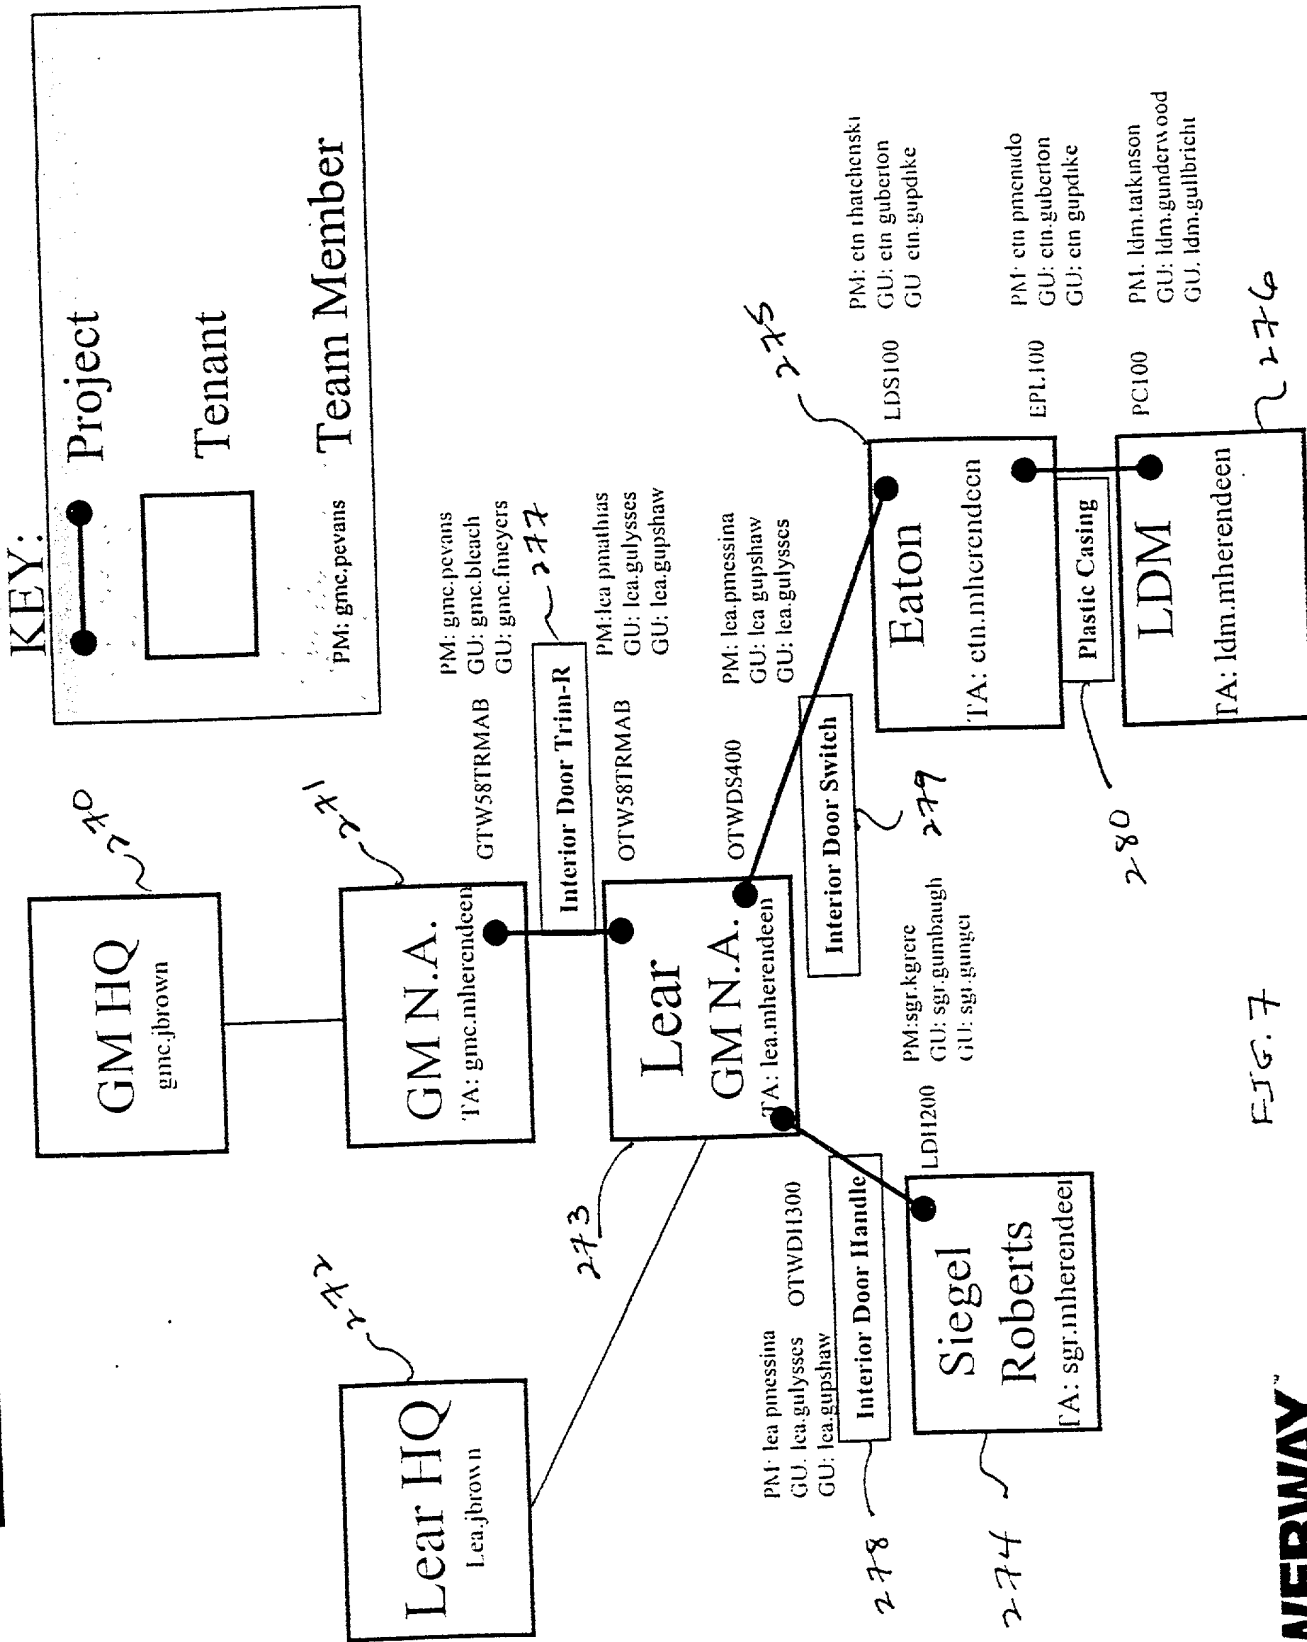 KEY:
Project
Tenant
PM: gmc.pevans
Team Member
270
GM HQ
gmc.jbrown
271
GM N.A.
TA: gmc.mherendeen
GTW58TRMAB
PM: gmc.pevans
GU: gmc.bleach
GU: gmc.fmeyers
Interior Door Trim-R
277
272
Lear HQ
Lea.jbrown
273
Lear
GM N.A.
TA: lea.mherendeen
OTW58TRMAB
PM:lea pmathias
GU: lea.gulysses
GU: lea.gupshaw
OTWDS400
PM: lea.pmessina
GU: lea gupshaw
GU: lea.gulysses
PM: lea pmessina
GU. lea.gulysses
GU: lea.gupshaw
OTWDH300
Interior Door Handle
278
Interior Door Switch
279
LDH200
PM:sgr.kgrere
GU: sgr.gumbaugh
GU: sgr.gunger
Siegel
Roberts
TA: sgr.mherendeen
274
275
Eaton
TA: etn.mherendeen
LDS100
PM: etn thatchenski
GU: etn guberton
GU etn.gupdike
EPL100
PM: etn pmenudo
GU: etn.guberton
GU: etn gupdike
Plastic Casing
280
LDM
TA: ldm.mherendeen
PC100
PM. ldm.tatkinson
GU: ldm.gunderwood
GU. ldm.gullbricht
276
FIG. 7